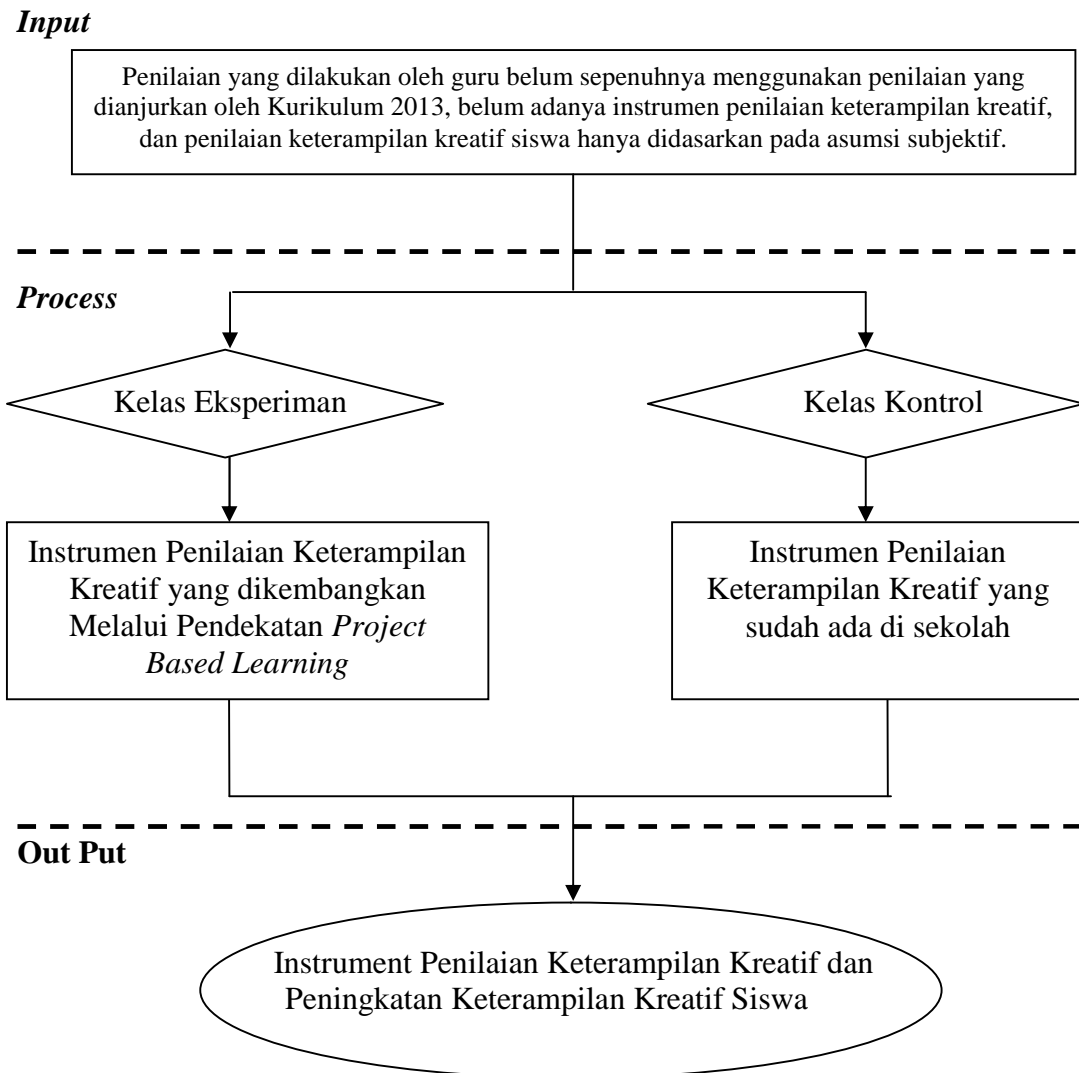 Input
Penilaian yang dilakukan oleh guru belum sepenuhnya menggunakan penilaian yang
dianjurkan oleh Kurikulum 2013, belum adanya instrumen penilaian keterampilan kreatif,
dan penilaian keterampilan kreatif siswa hanya didasarkan pada asumsi subjektif.
Process
Kelas Eksperiman
Kelas Kontrol
Instrumen Penilaian Keterampilan
Kreatif yang dikembangkan
Melalui Pendekatan Project
Based Learning
Instrumen Penilaian
Keterampilan Kreatif yang
sudah ada di sekolah
Out Put
Instrument Penilaian Keterampilan Kreatif dan
Peningkatan Keterampilan Kreatif Siswa